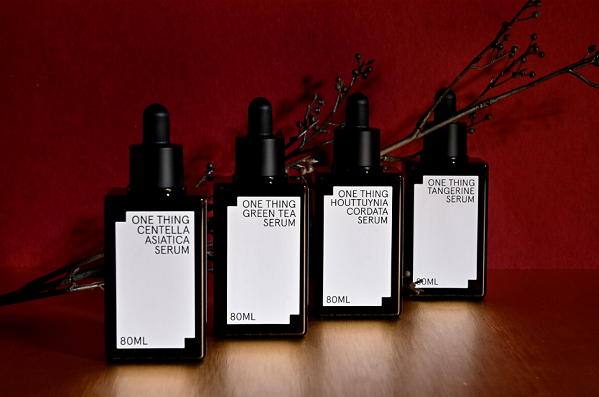 ONE THING
CENTELLA
ASIATICA
SERUM
80ML
ONE THING
GREEN TEA
SERUM
80ML
ONE THING
HOUTTUYNIA
CORDATA
SERUM
80ML
ONE THING
TANGERINE
SERUM
80ML